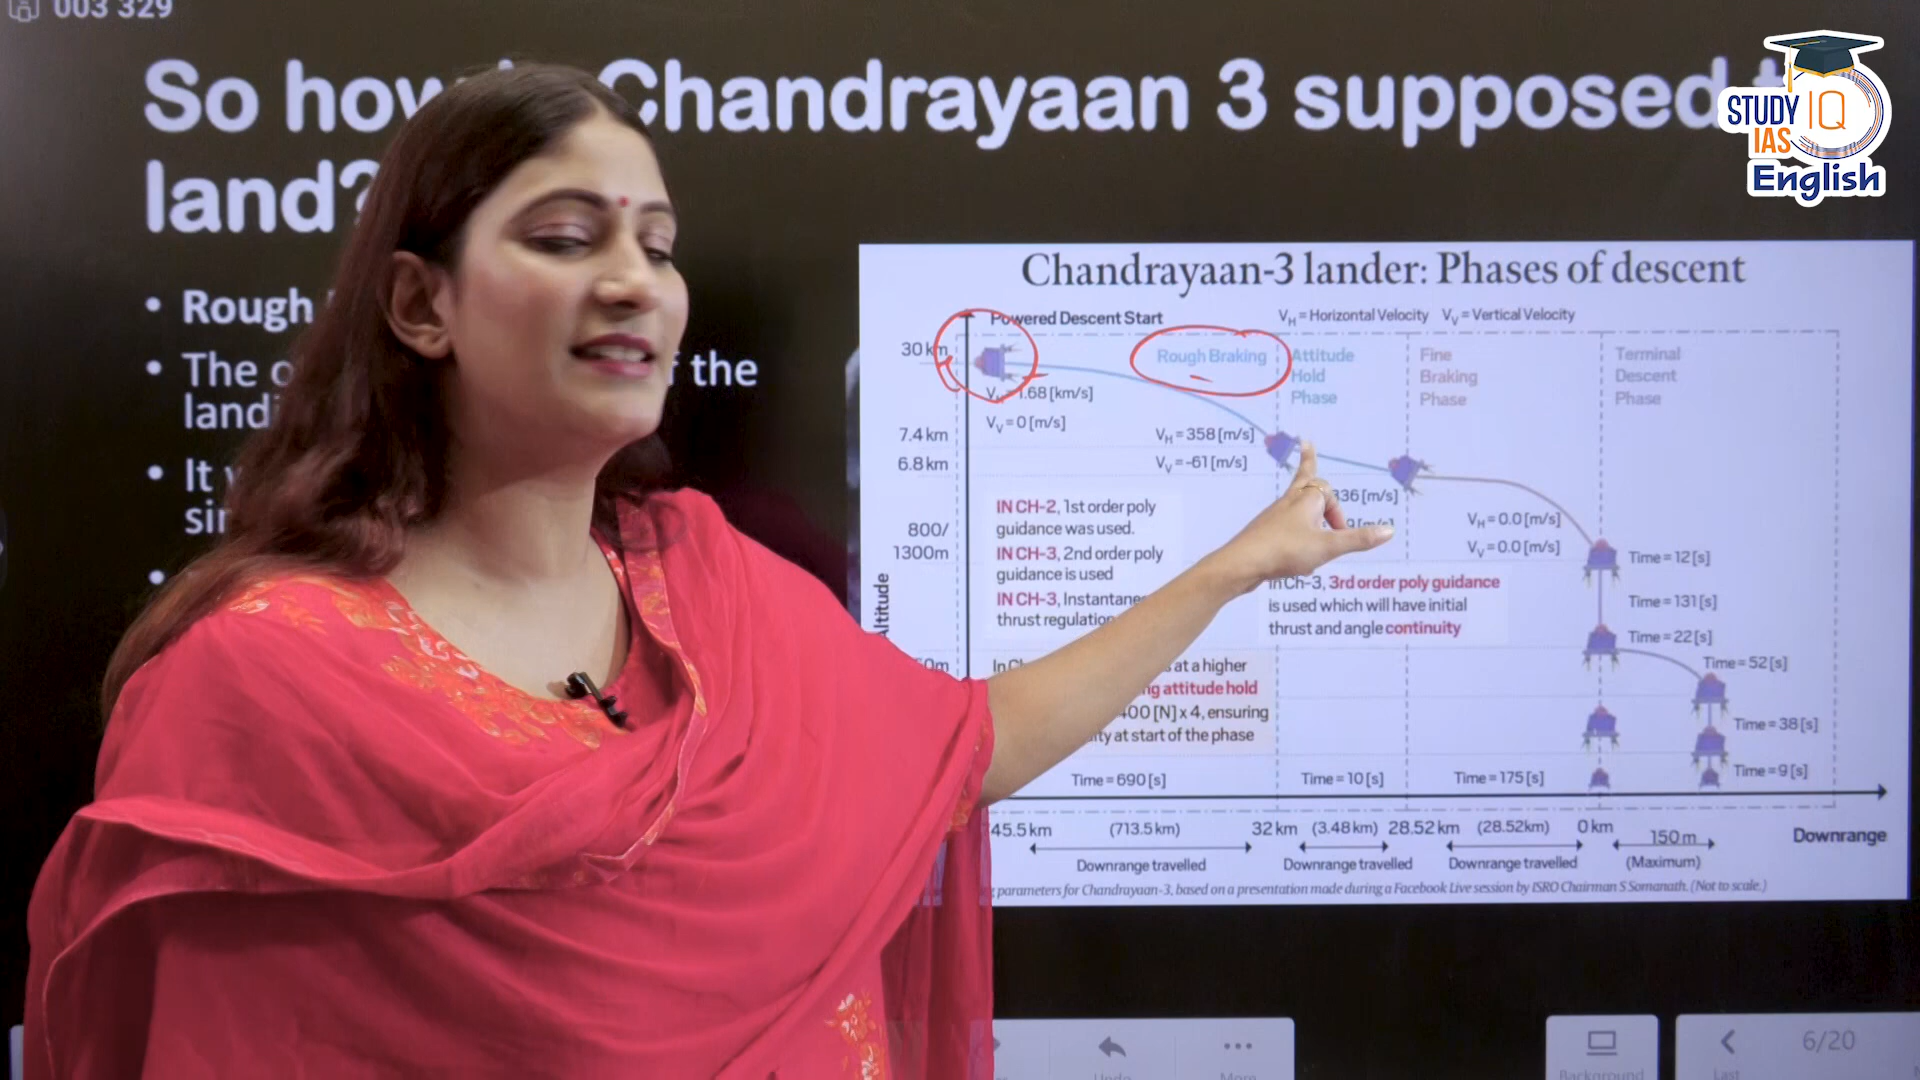 003 329
So how Chandrayaan 3 supposed
land?
STUDY IQ
IAS
English
• Rough
• The the
landi
• It
•
Chandrayaan-3 lander: Phases of descent
Powered Descent Start
VH = Horizontal Velocity VV = Vertical Velocity
30 km
Rough Braking
Attitude
Hold
Phase
Fine
Braking
Phase
Terminal
Descent
Phase
VH = 1.68 [km/s]
VV = 0 [m/s]
7.4 km
6.8 km
VH = 358 [m/s]
VV = -61 [m/s]
336 [m/s]
VH = 0.0 [m/s]
VV = 0.0 [m/s]
800/
1300m
Altitude
IN CH-2, 1st order poly
guidance was used.
IN CH-3, 2nd order poly
guidance is used
IN CH-3, Instantane
thrust regulation
In Ch-3, 3rd order poly guidance
is used which will have initial
thrust and angle continuity
at a higher
attitude hold
400 [N] x 4, ensuring
at start of the phase
Time = 12 [s]
Time = 131 [s]
Time = 22 [s]
Time = 52 [s]
Time = 38 [s]
Time = 9 [s]
Time = 690 [s]
Time = 10 [s]
Time = 175 [s]
45.5 km (713.5 km) 32 km (3.48 km) 28.52 km (28.52 km) 0 km 150 m Downrange
Downrange travelled Downrange travelled Downrange travelled (Maximum)
parameters for Chandrayaan-3, based on a presentation made during a Facebook Live session by ISRO Chairman S Somanath. (Not to scale.)
Undo
More
Background
Last
6/20